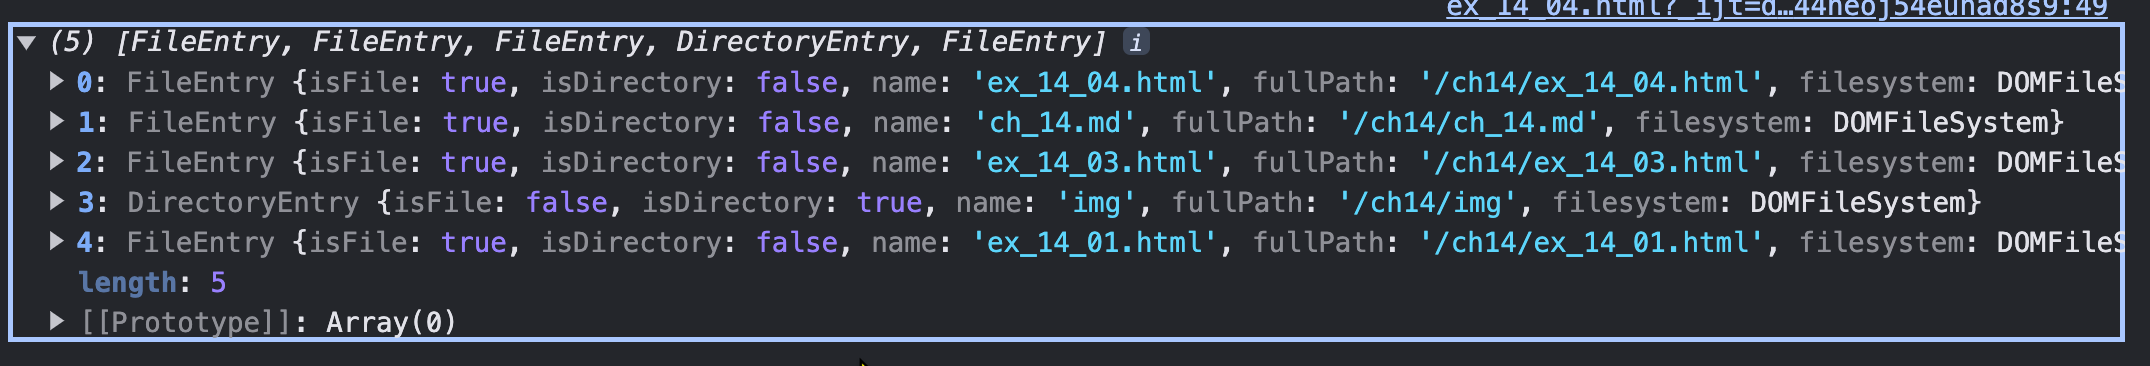 ex_14_04.html?_ijt=d…44heoj54eunad8s9:49
(5) [FileEntry, FileEntry, FileEntry, DirectoryEntry, FileEntry] i
0: FileEntry {isFile: true, isDirectory: false, name: 'ex_14_04.html', fullPath: '/ch14/ex_14_04.html', filesystem: DOMFileS
1: FileEntry {isFile: true, isDirectory: false, name: 'ch_14.md', fullPath: '/ch14/ch_14.md', filesystem: DOMFileSystem}
2: FileEntry {isFile: true, isDirectory: false, name: 'ex_14_03.html', fullPath: '/ch14/ex_14_03.html', filesystem: DOMFileS
3: DirectoryEntry {isFile: false, isDirectory: true, name: 'img', fullPath: '/ch14/img', filesystem: DOMFileSystem}
4: FileEntry {isFile: true, isDirectory: false, name: 'ex_14_01.html', fullPath: '/ch14/ex_14_01.html', filesystem: DOMFileS
length: 5
[[Prototype]]: Array(0)